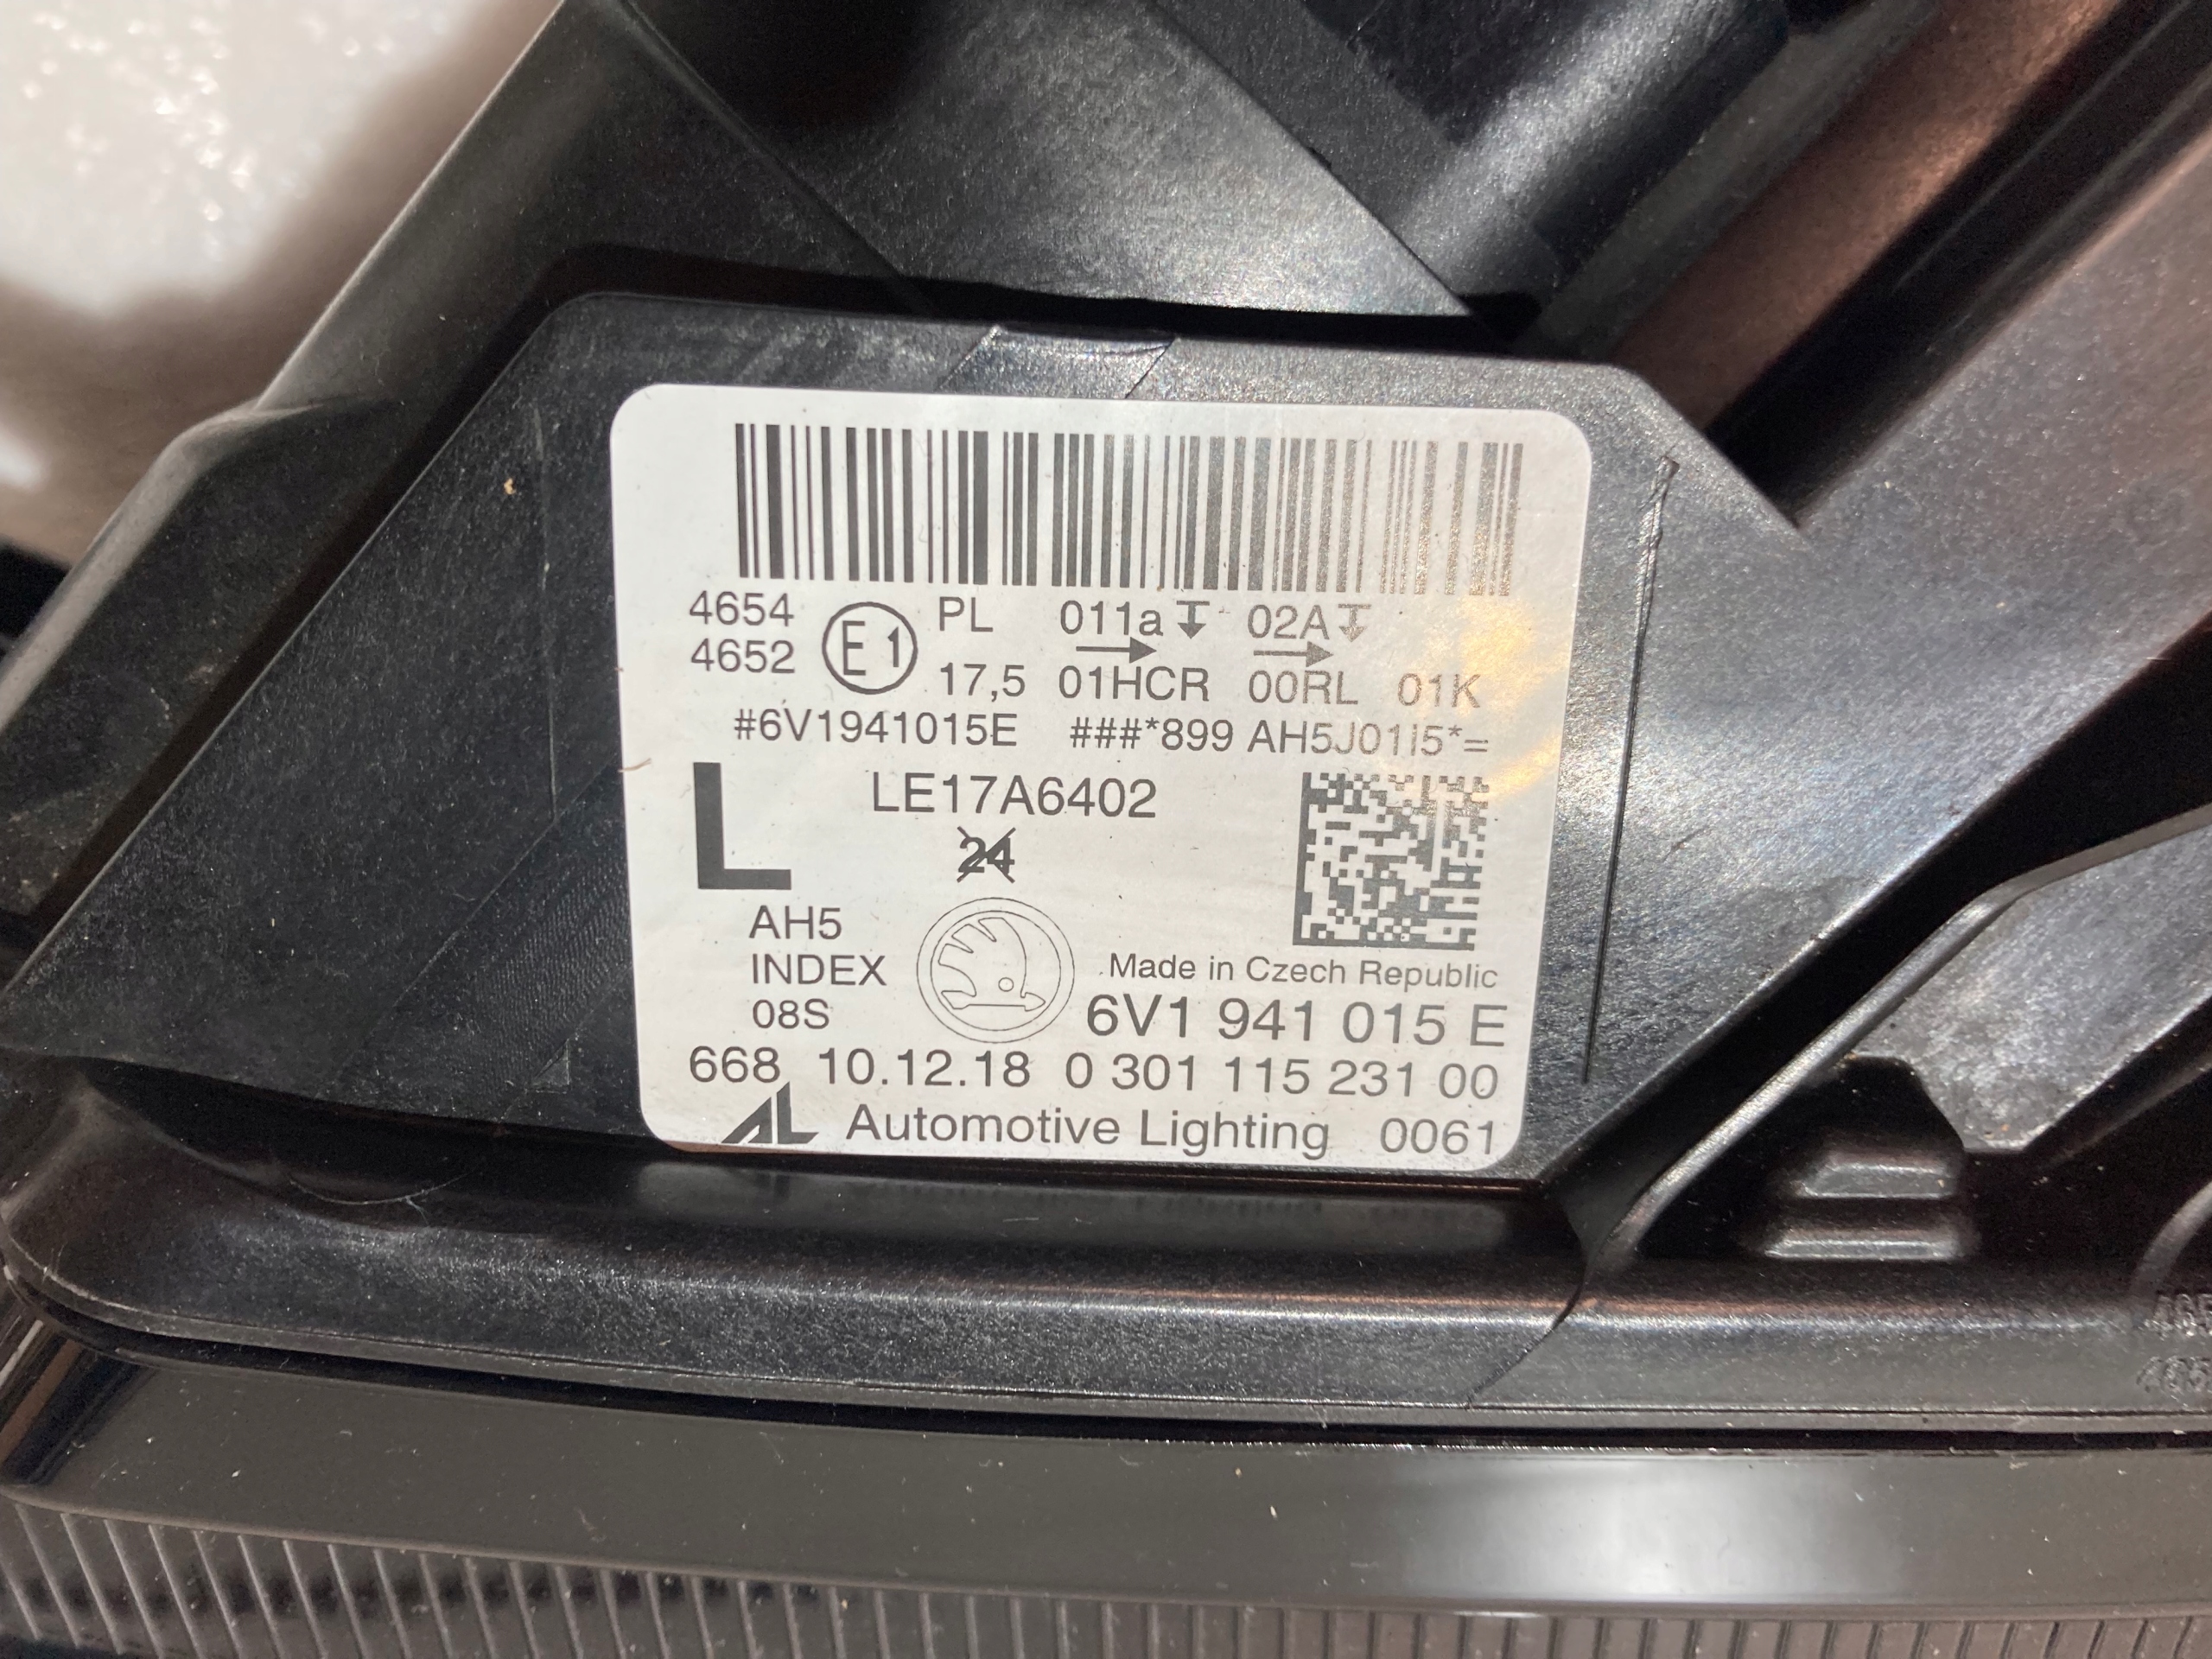 4654 PL 011a 02A
4652 E1 17,5 01HCR 00RL 01K
#6V1941015E ###*899 AH5J01I5*=
L LE17A6402
24
AH5
INDEX Made in Czech Republic
08S 6V1 941 015 E
668 10.12.18 0 301 115 231 00
AL Automotive Lighting 0061